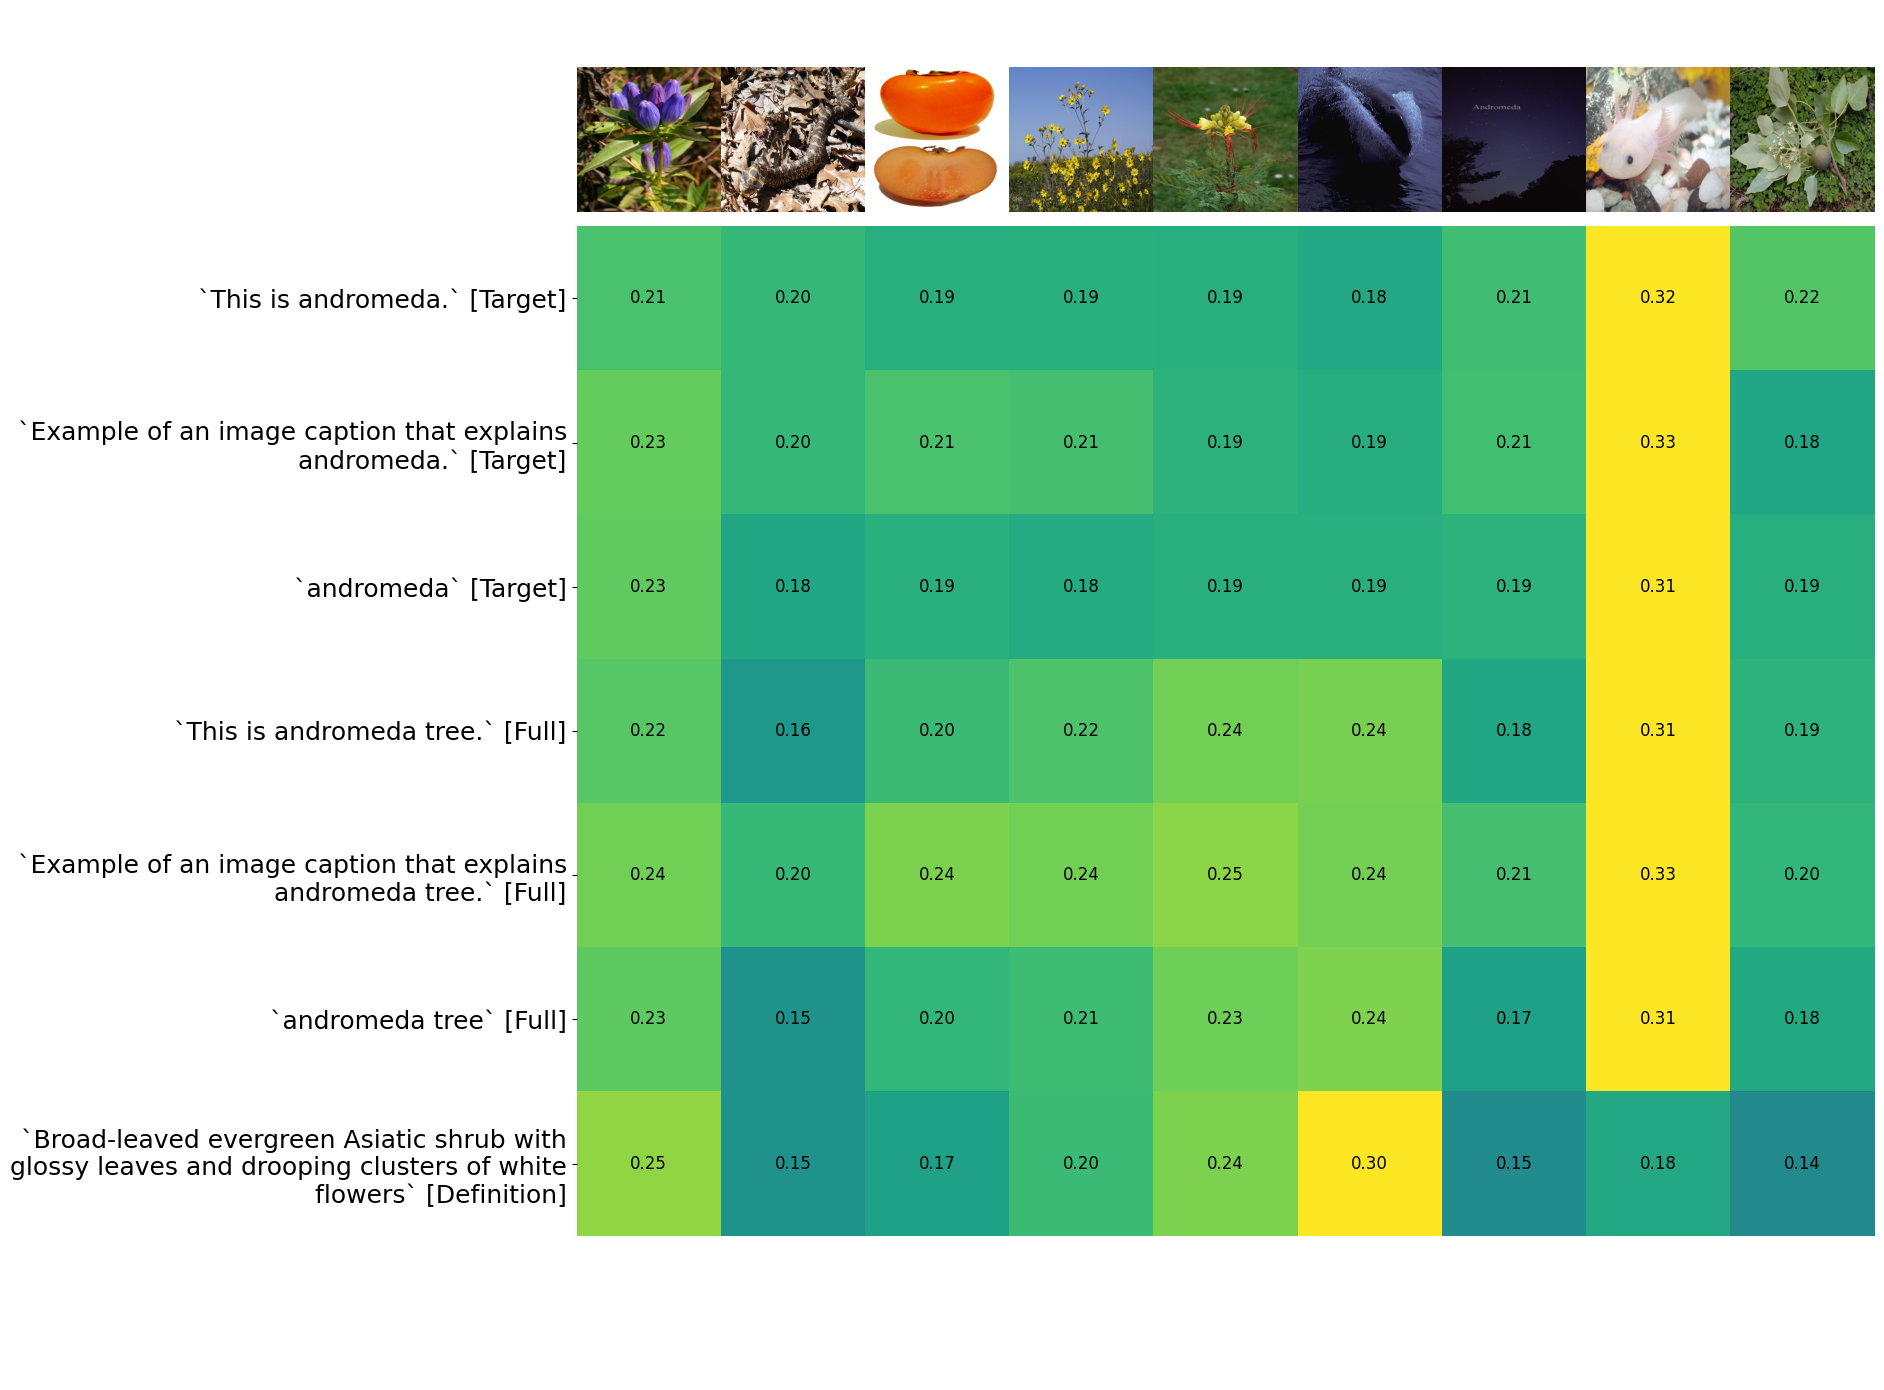 Andromeda
`This is andromeda.` [Target]
0.21 0.20 0.19 0.19 0.19 0.18 0.21 0.32 0.22
`Example of an image caption that explains
andromeda.` [Target]
0.23 0.20 0.21 0.21 0.19 0.19 0.21 0.33 0.18
`andromeda` [Target]
0.23 0.18 0.19 0.18 0.19 0.19 0.19 0.31 0.19
`This is andromeda tree.` [Full]
0.22 0.16 0.20 0.22 0.24 0.24 0.18 0.31 0.19
`Example of an image caption that explains
andromeda tree.` [Full]
0.24 0.20 0.24 0.24 0.25 0.24 0.21 0.33 0.20
`andromeda tree` [Full]
0.23 0.15 0.20 0.21 0.23 0.24 0.17 0.31 0.18
`Broad-leaved evergreen Asiatic shrub with
glossy leaves and drooping clusters of white
flowers` [Definition]
0.25 0.15 0.17 0.20 0.24 0.30 0.15 0.18 0.14